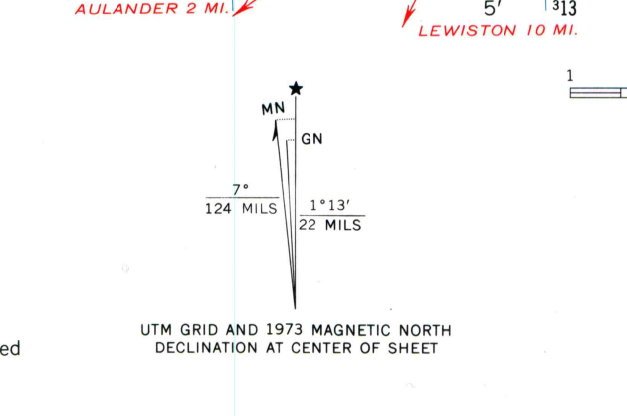 AULANDER 2 MI.
5′
³13
LEWISTON 10 MI.
1
MN
GN
7°
124 MILS
1°13′
22 MILS
UTM GRID AND 1973 MAGNETIC NORTH
DECLINATION AT CENTER OF SHEET
ed